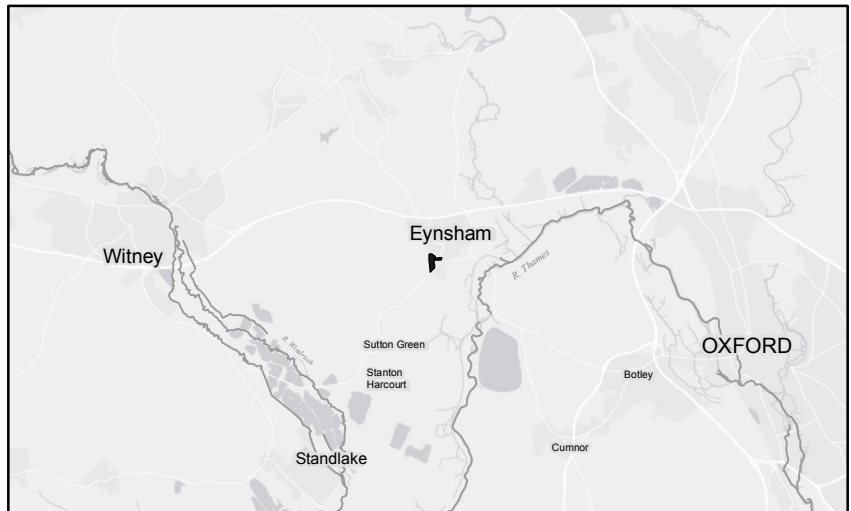 Eynsham
Witney
R. Thames
R. Windrush
Sutton Green
OXFORD
Stanton
Harcourt
Botley
Cumnor
Standlake